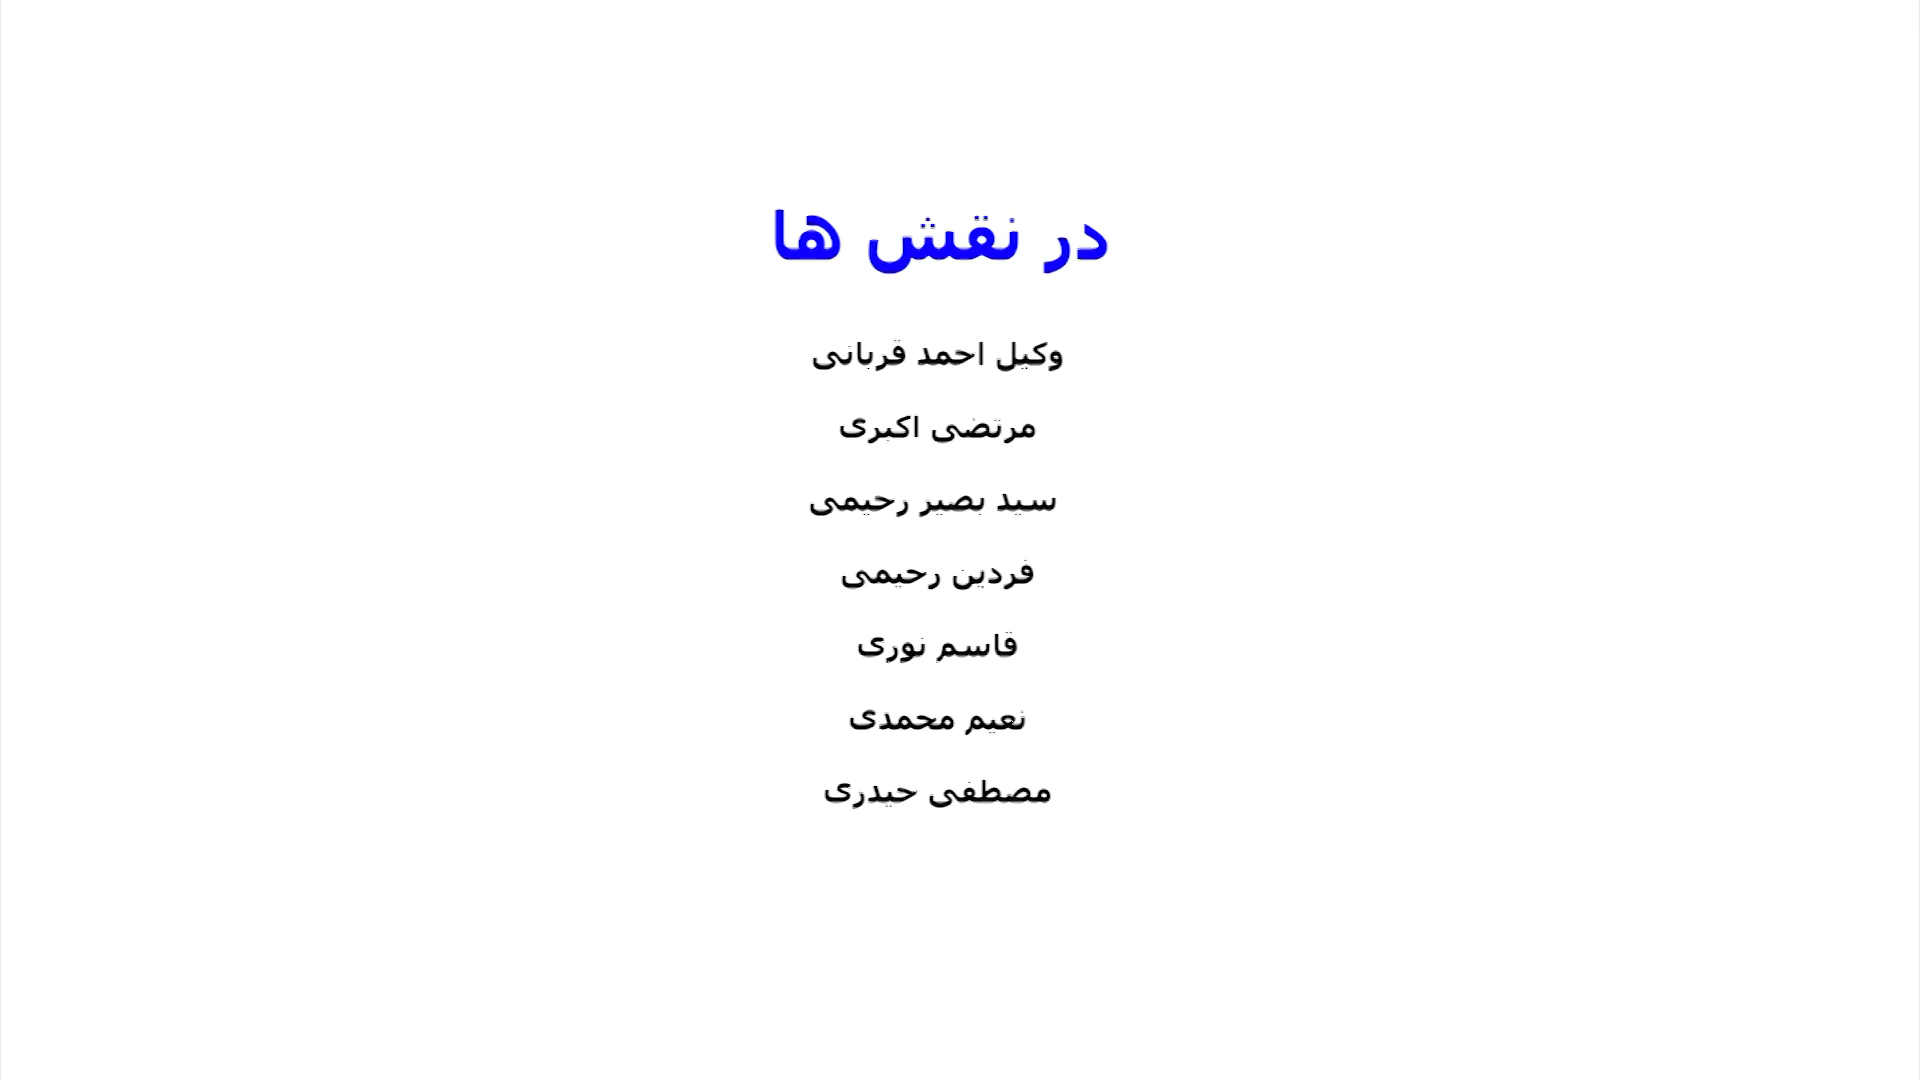 در نقش ها
وکیل احمد قربانی
مرتضی اکبری
سید بصیر رحیمی
فردین رحیمی
قاسم نوری
نعیم محمدی
مصطفی حیدری